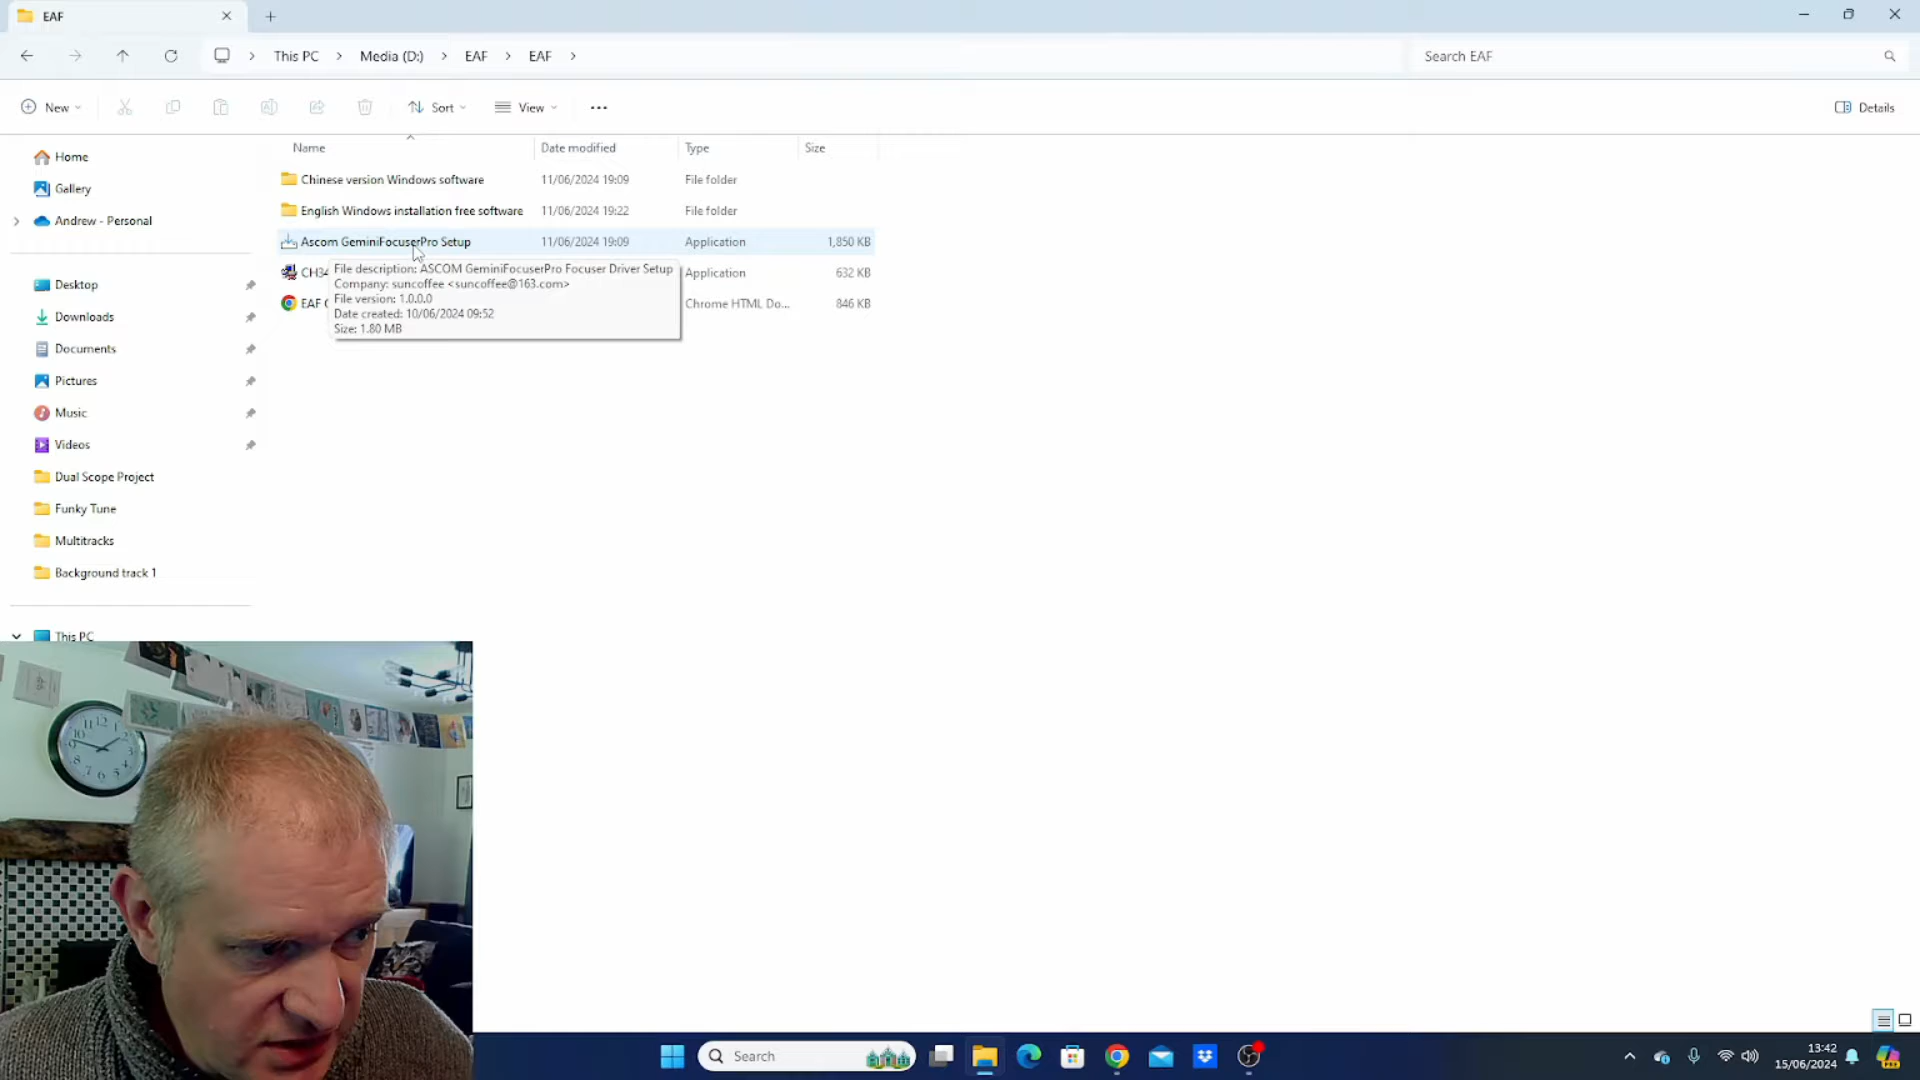 EAF
This PC
Media (D:)
EAF
EAF
Search EAF
New
Sort
View
Details
Name
Date modified
Type
Size
Home
Gallery
Andrew - Personal
Desktop
Downloads
Documents
Pictures
Music
Videos
Dual Scope Project
Funky Tune
Multitracks
Background track 1
This PC
Chinese version Windows software 11/06/2024 19:09 File folder
English Windows installation free software 11/06/2024 19:22 File folder
Ascom GeminiFocuserPro Setup 11/06/2024 19:09 Application 1,850 KB
CH34 Application 632 KB
EAF Chrome HTML Do... 846 KB
File description: ASCOM GeminiFocuserPro Focuser Driver Setup
Company: suncoffee <suncoffee@163.com>
File version: 1.0.0.0
Date created: 10/06/2024 09:52
Size: 1.80 MB
Search
13:42
15/06/2024